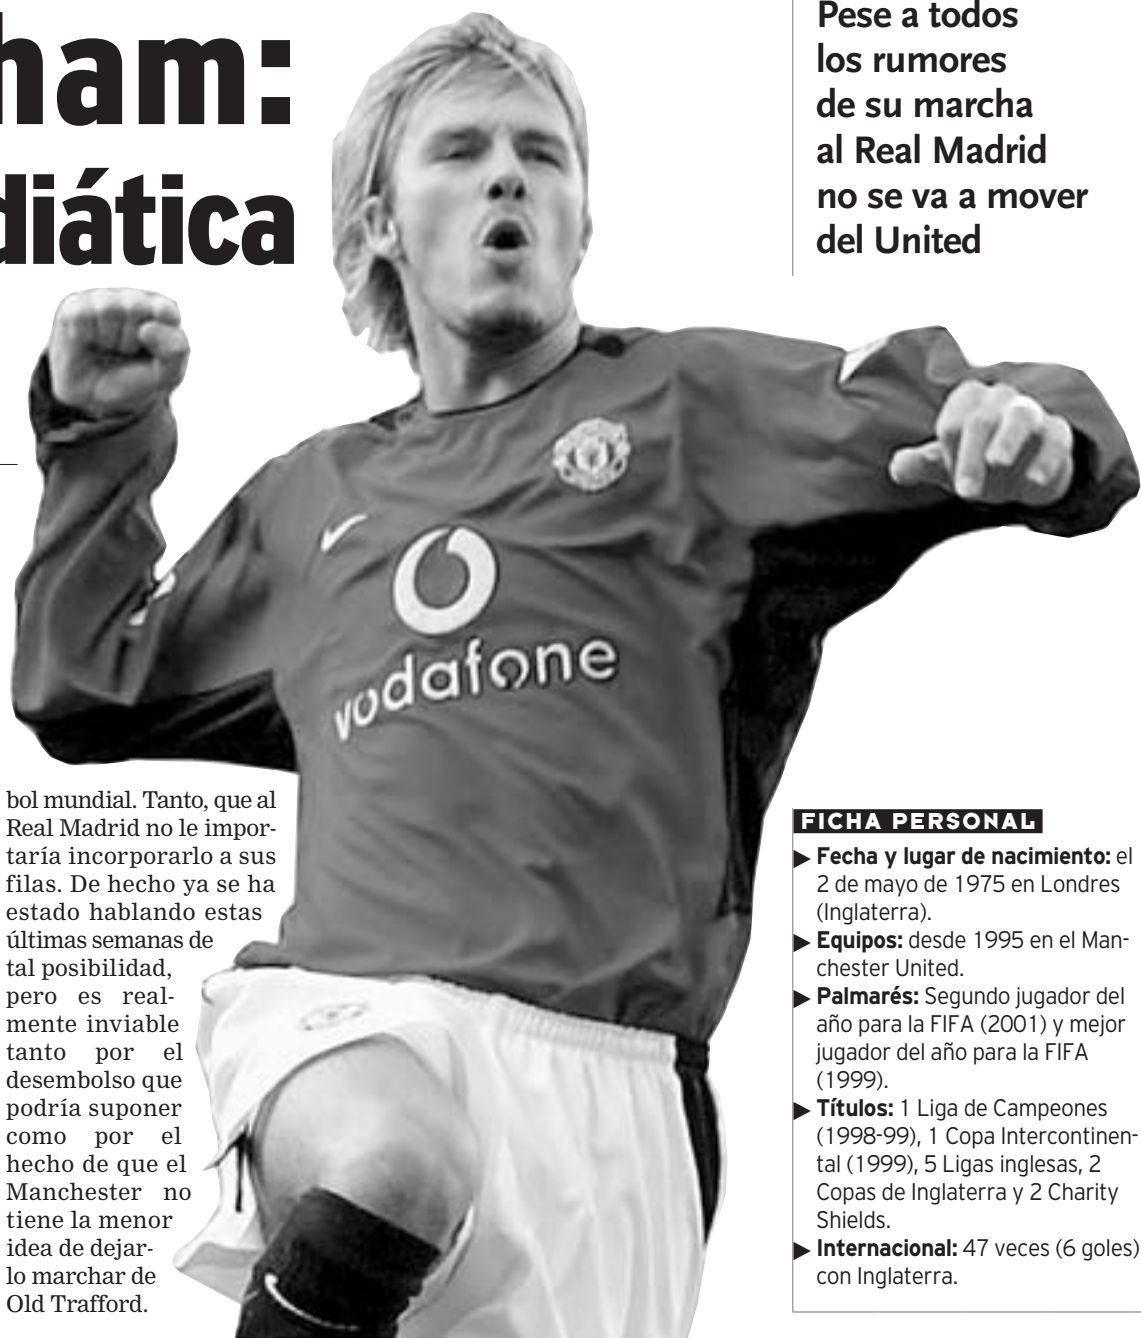 ham:
diática
Pese a todos
los rumores
de su marcha
al Real Madrid
no se va a mover
del United
vodafone
bol mundial. Tanto, que al
Real Madrid no le impor-
taría incorporarlo a sus
filas. De hecho ya se ha
estado hablando estas
últimas semanas de
tal posibilidad,
pero es real-
mente inviable
tanto por el
desembolso que
podría suponer
como por el
hecho de que el
Manchester no
tiene la menor
idea de dejar-
lo marchar de
Old Trafford.
FICHA PERSONAL
▶ Fecha y lugar de nacimiento: el
2 de mayo de 1975 en Londres
(Inglaterra).
▶ Equipos: desde 1995 en el Man-
chester United.
▶ Palmarés: Segundo jugador del
año para la FIFA (2001) y mejor
jugador del año para la FIFA
(1999).
▶ Títulos: 1 Liga de Campeones
(1998-99), 1 Copa Intercontinen-
tal (1999), 5 Ligas inglesas, 2
Copas de Inglaterra y 2 Charity
Shields.
▶ Internacional: 47 veces (6 goles)
con Inglaterra.